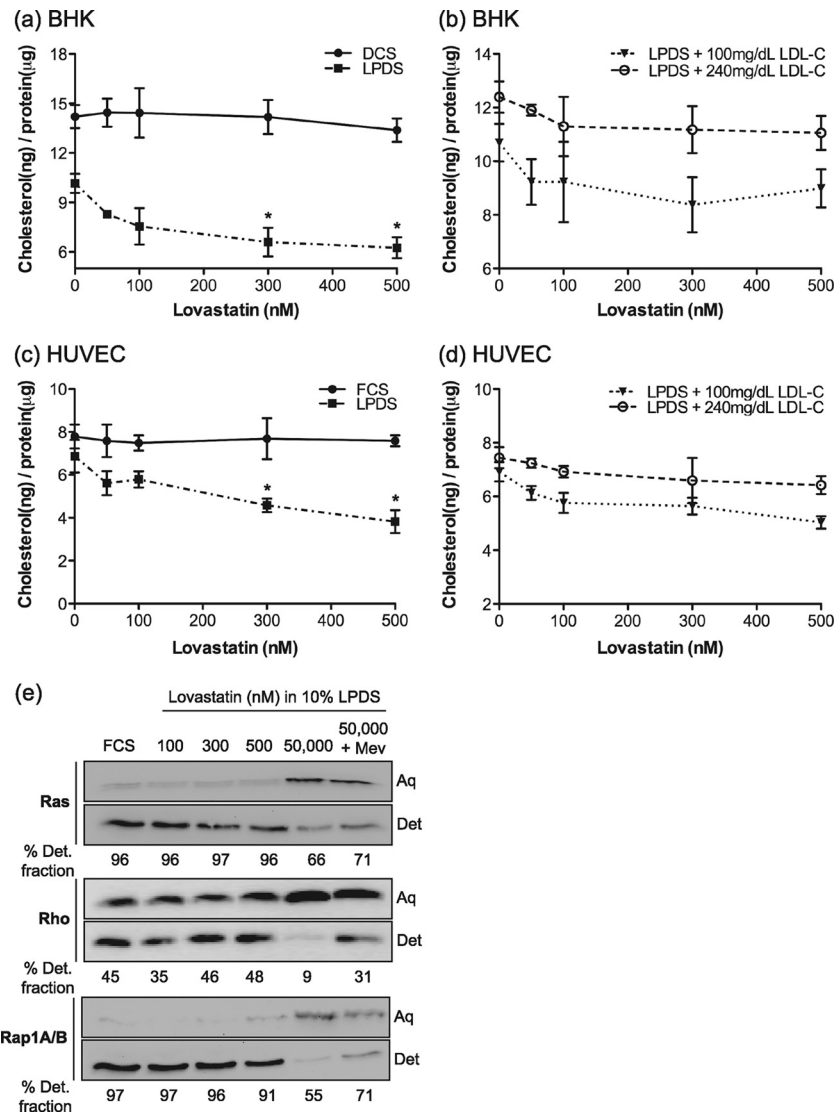 (a) BHK
Cholesterol(ng) / protein(µg)
18
14
13
9
6
0
100
200
300
400
500
*
*
DCS
LPDS
Lovastatin (nM)
(b) BHK
Cholesterol(ng) / protein(µg)
14
12
10
8
6
0
100
200
300
400
500
LPDS + 100mg/dL LDL-C
LPDS + 240mg/dL LDL-C
Lovastatin (nM)
(c) HUVEC
Cholesterol(ng) / protein(µg)
10
8
6
4
2
0
0
100
200
300
400
500
*
*
FCS
LPDS
Lovastatin (nM)
(d) HUVEC
Cholesterol(ng) / protein(µg)
10
8
6
4
2
0
100
200
300
400
500
LPDS + 100mg/dL LDL-C
LPDS + 240mg/dL LDL-C
Lovastatin (nM)
(e)
Lovastatin (nM) in 10% LPDS
FCS 100 300 500 50,000 50,000 + Mev
Ras
Aq
Det
% Det. fraction 96 96 97 96 66 71
Rho
Aq
Det
% Det. fraction 45 35 46 48 9 31
Rap1A/B
Aq
Det
% Det. fraction 97 97 96 91 55 71